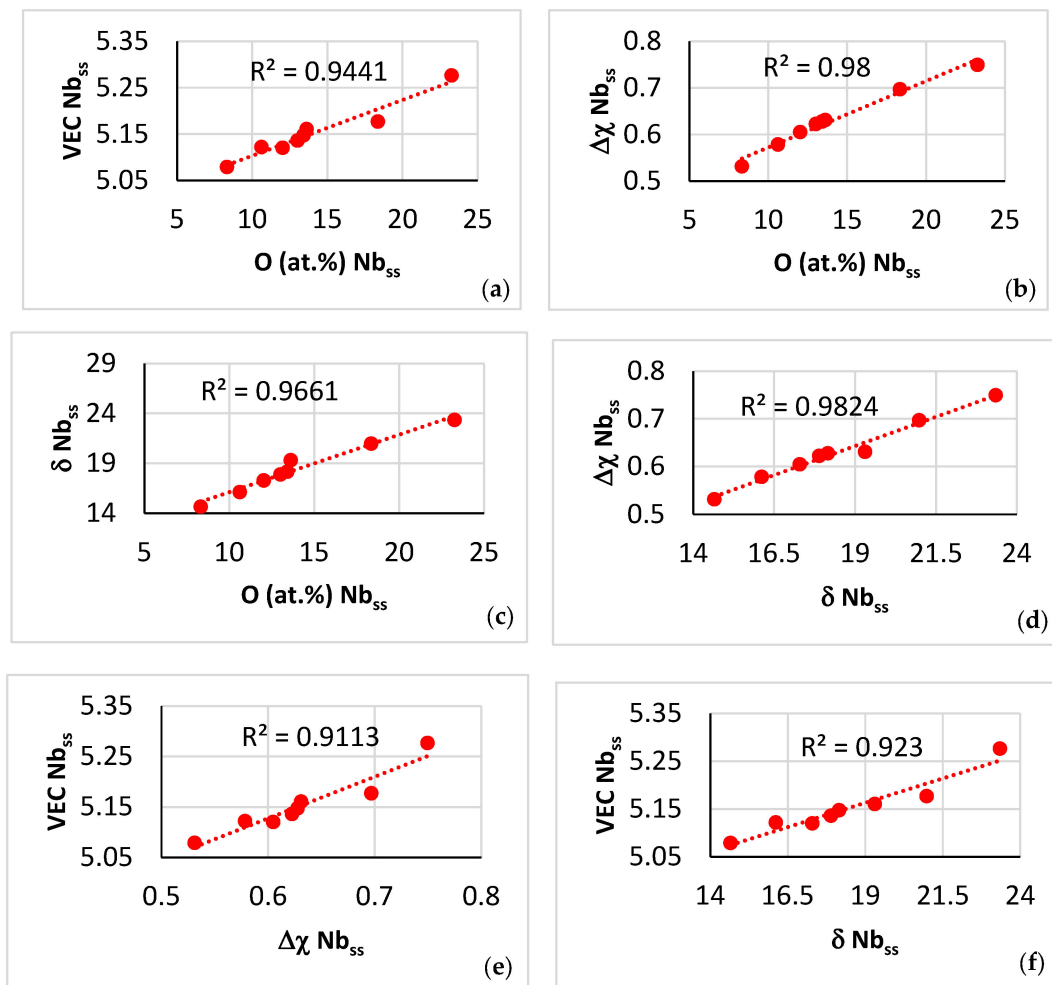 5.35
5.25
5.15
5.05
VEC Nbss
R² = 0.9441
5 10 15 20 25
O (at.%) Nbss
(a)
0.8
0.7
0.6
0.5
Δχ Nbss
R² = 0.98
5 10 15 20 25
O (at.%) Nbss
(b)
29
24
19
14
δ Nbss
R² = 0.9661
5 10 15 20 25
O (at.%) Nbss
(c)
0.8
0.7
0.6
0.5
Δχ Nbss
R² = 0.9824
14 16.5 19 21.5 24
δ Nbss
(d)
5.35
5.25
5.15
5.05
VEC Nbss
R² = 0.9113
0.5 0.6 0.7 0.8
Δχ Nbss
(e)
5.35
5.25
5.15
5.05
VEC Nbss
R² = 0.923
14 16.5 19 21.5 24
δ Nbss
(f)